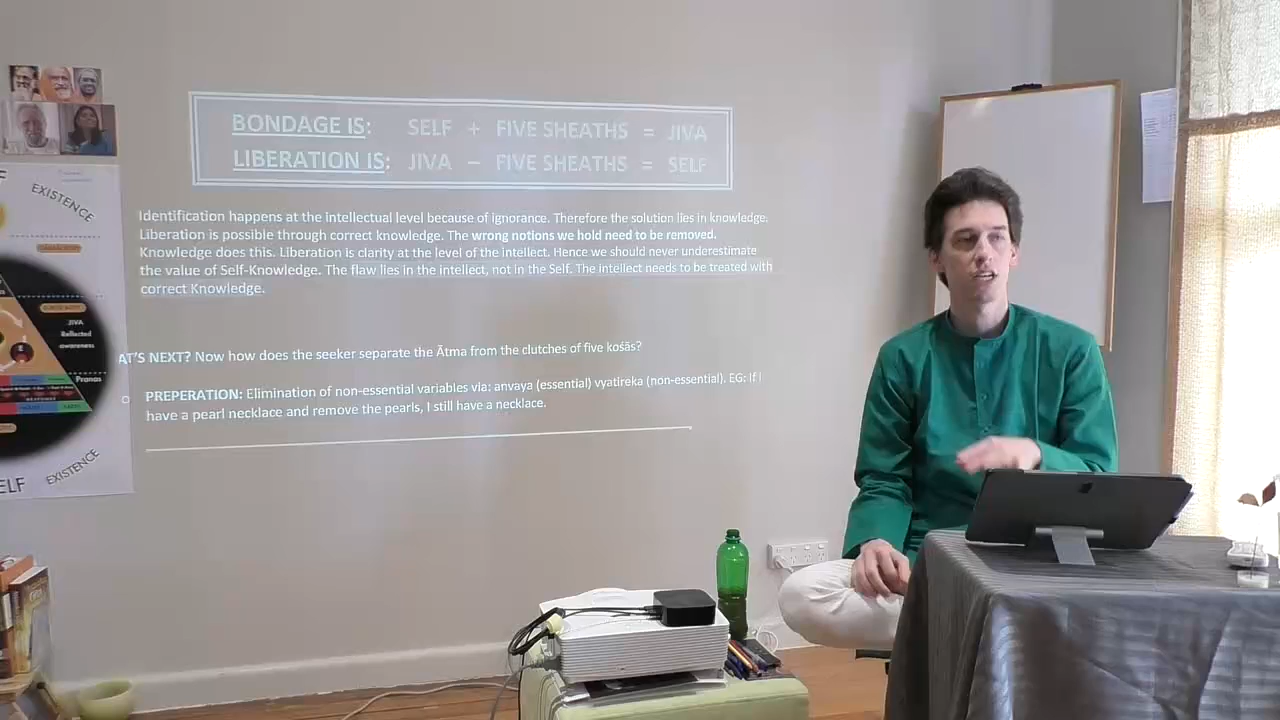 BONDAGE IS: SELF + FIVE SHEATHS = JIVA
LIBERATION IS: JIVA − FIVE SHEATHS = SELF
Identification happens at the intellectual level because of ignorance. Therefore the solution lies in knowledge.
Liberation is possible through correct knowledge. The wrong notions we hold need to be removed.
Knowledge does this. Liberation is clarity at the level of the intellect. Hence we should never underestimate
the value of Self-Knowledge. The flaw lies in the intellect, not in the Self. The intellect needs to be treated with
correct Knowledge.
AT'S NEXT? Now how does the seeker separate the Ātma from the clutches of five kośās?
PREPERATION: Elimination of non-essential variables via: anvaya (essential) vyatireka (non-essential). EG: If I
have a pearl necklace and remove the pearls, I still have a necklace.
EXISTENCE
JIVA
Reflected
awareness
Pranas
ELF
EXISTENCE